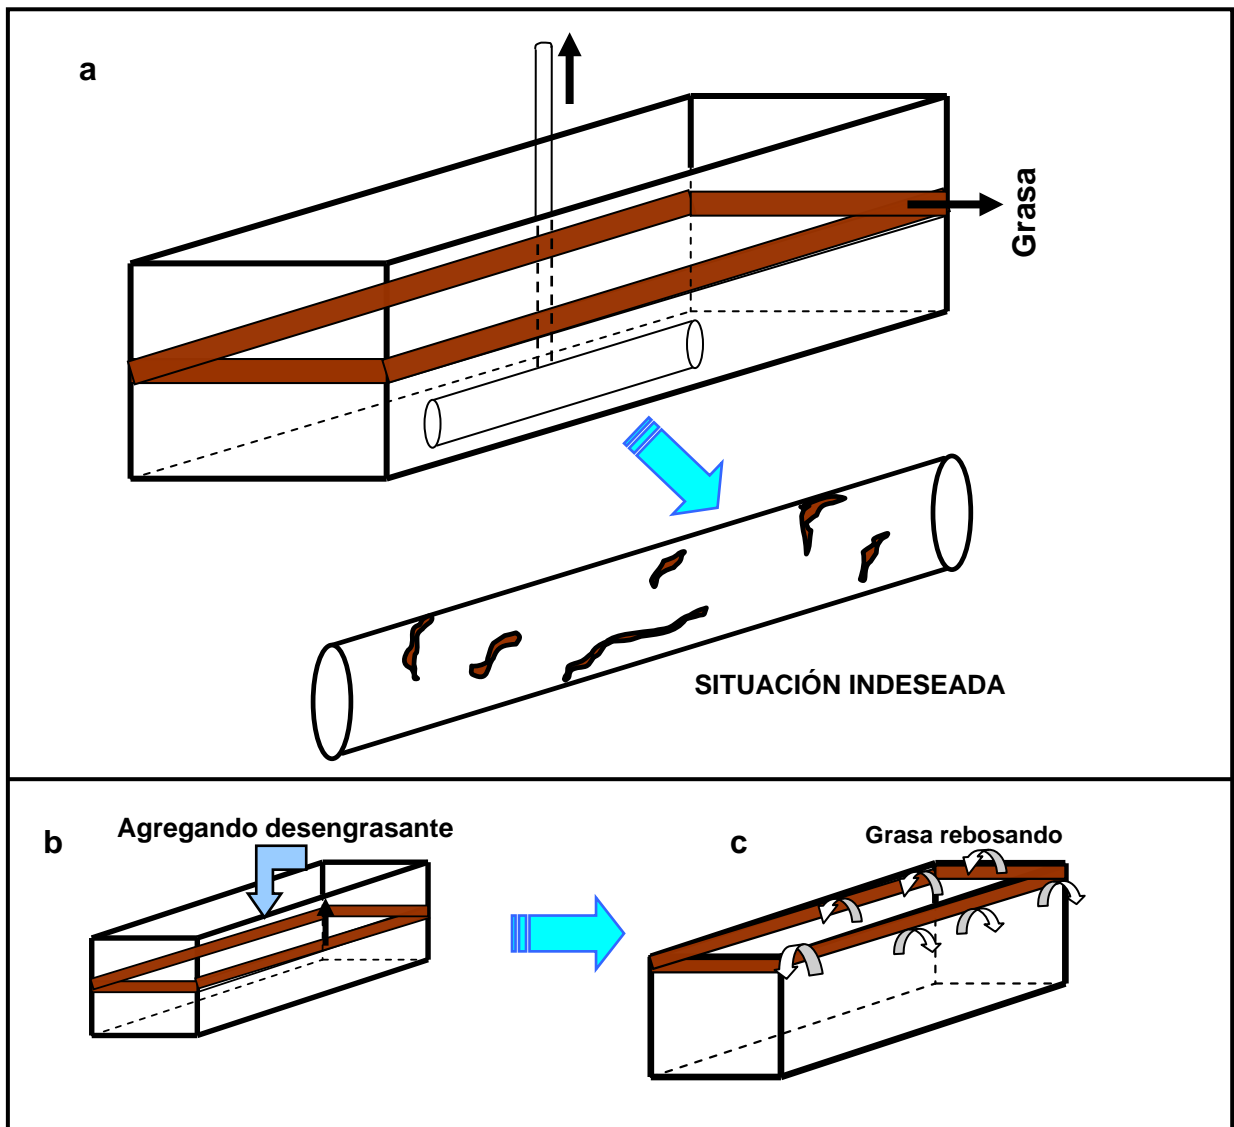 a
Grasa
SITUACIÓN INDESEADA
b
Agregando desengrasante
c
Grasa rebosando